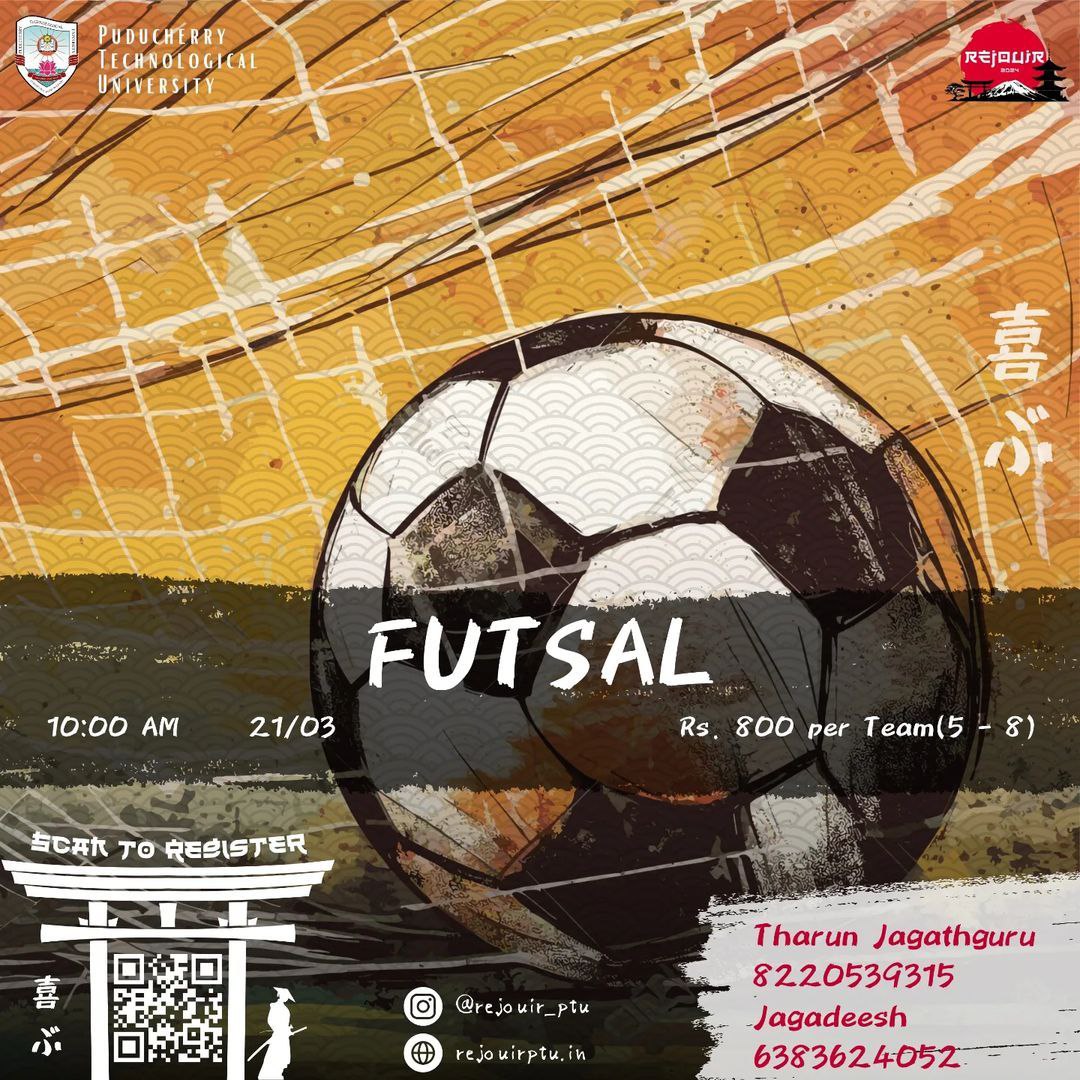 PUDUCHERRY
TECHNOLOGICAL
UNIVERSITY
REJOUIR
2024
喜
ぶ
FUTSAL
10:00 AM 21/03 Rs. 800 per Team(5 - 8)
SCAN TO REGISTER
喜
ぶ
@rejouir_ptu
rejouirptu.in
Tharun Jagathguru
8220539315
Jagadeesh
6383624052